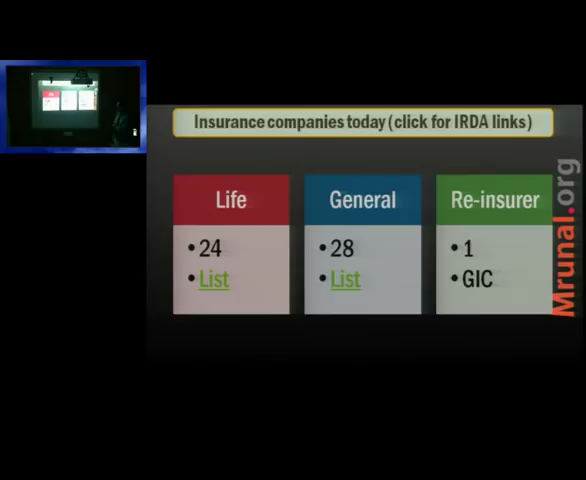 Insurance companies today (click for IRDA links)
Life
• 24
• List
General
• 28
• List
Re-insurer
• 1
• GIC
Mrunal.org